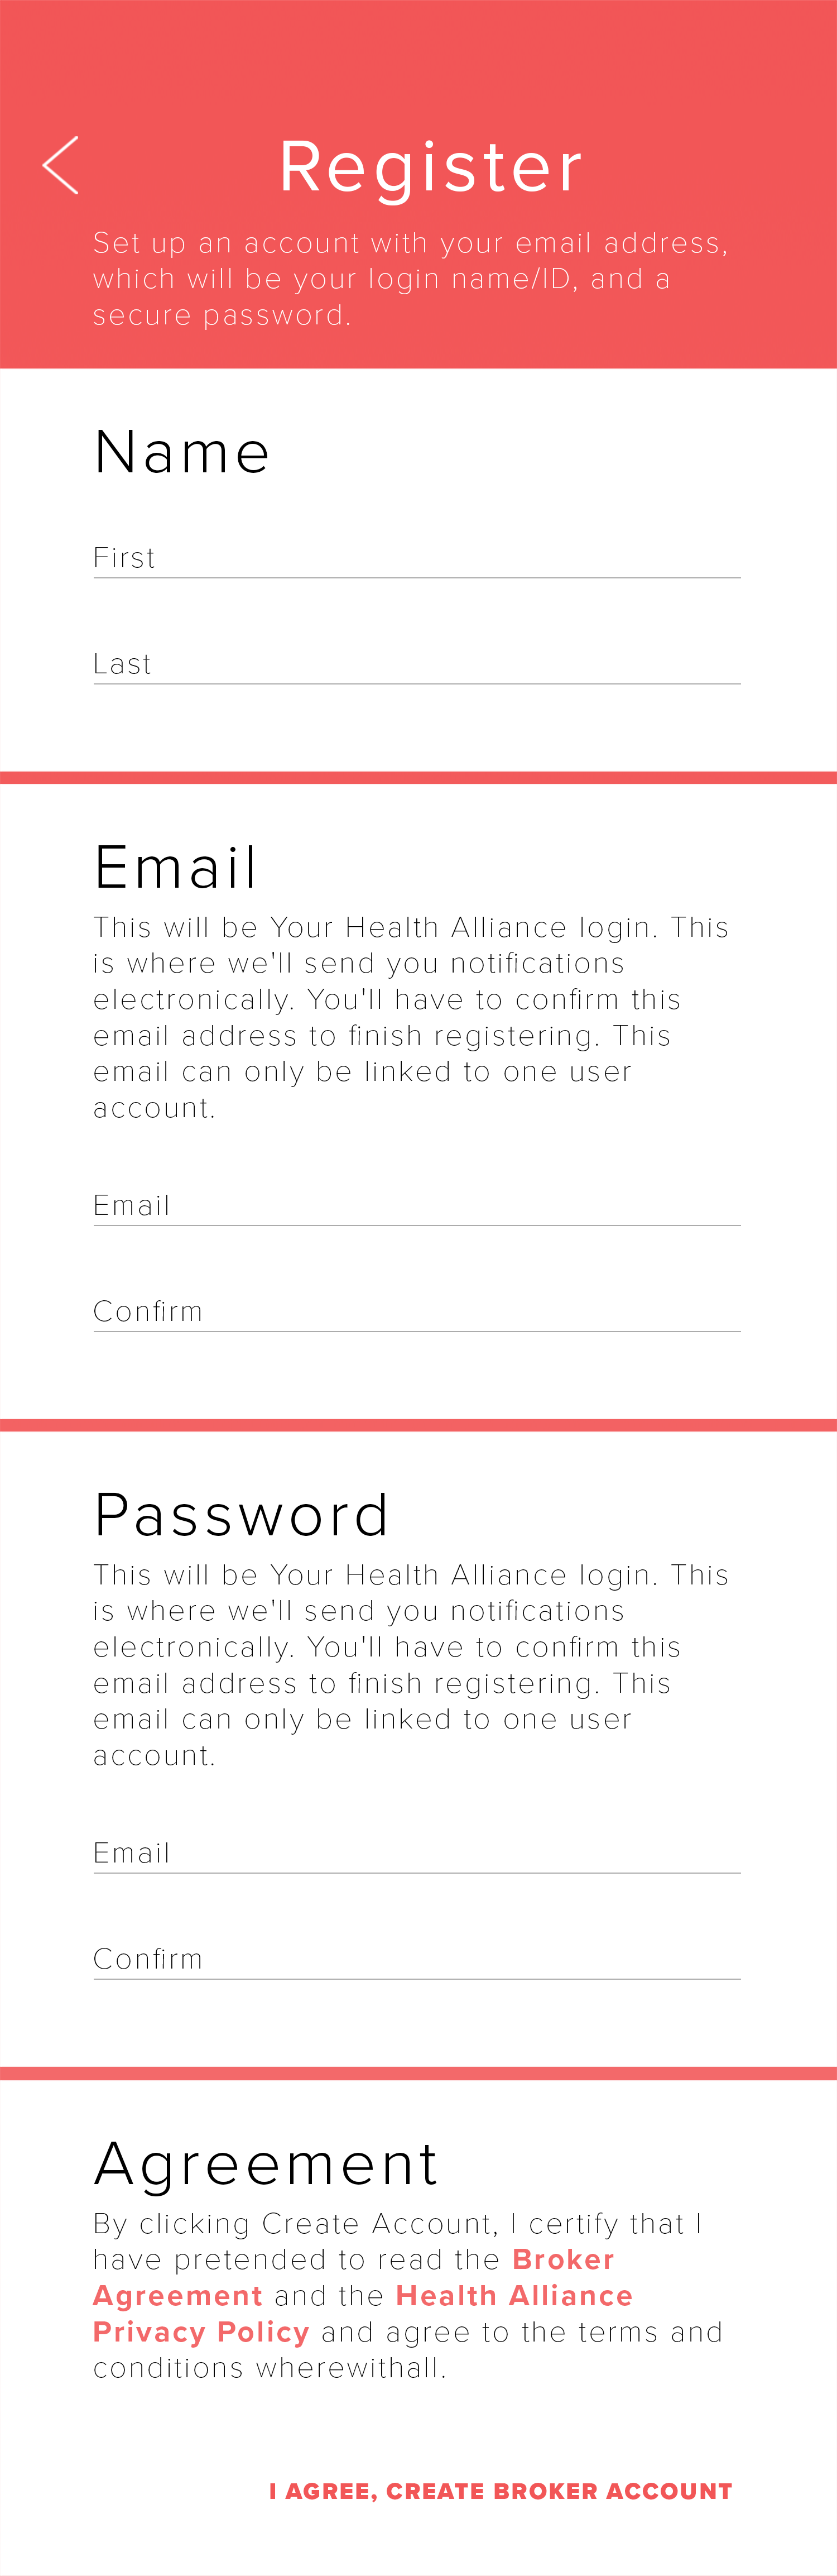 Register
Set up an account with your email address,
which will be your login name/ID, and a
secure password.
Name
First
Last
Email
This will be Your Health Alliance login. This
is where we'll send you notifications
electronically. You'll have to confirm this
email address to finish registering. This
email can only be linked to one user
account.
Email
Confirm
Password
This will be Your Health Alliance login. This
is where we'll send you notifications
electronically. You'll have to confirm this
email address to finish registering. This
email can only be linked to one user
account.
Email
Confirm
Agreement
By clicking Create Account, I certify that I
have pretended to read the Broker
Agreement and the Health Alliance
Privacy Policy and agree to the terms and
conditions wherewithall.
I AGREE, CREATE BROKER ACCOUNT